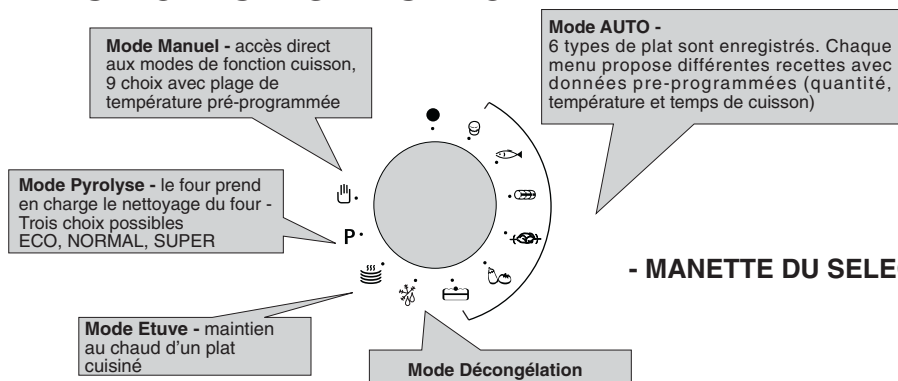 Mode Manuel - accès direct
aux modes de fonction cuisson,
9 choix avec plage de
température pré-programmée
Mode AUTO -
6 types de plat sont enregistrés. Chaque
menu propose différentes recettes avec
données pre-programmées (quantité,
température et temps de cuisson)
Mode Pyrolyse - le four prend
en charge le nettoyage du four -
Trois choix possibles
ECO, NORMAL, SUPER
P
- MANETTE DU SELEC
Mode Etuve - maintien
au chaud d'un plat
cuisiné
Mode Décongélation